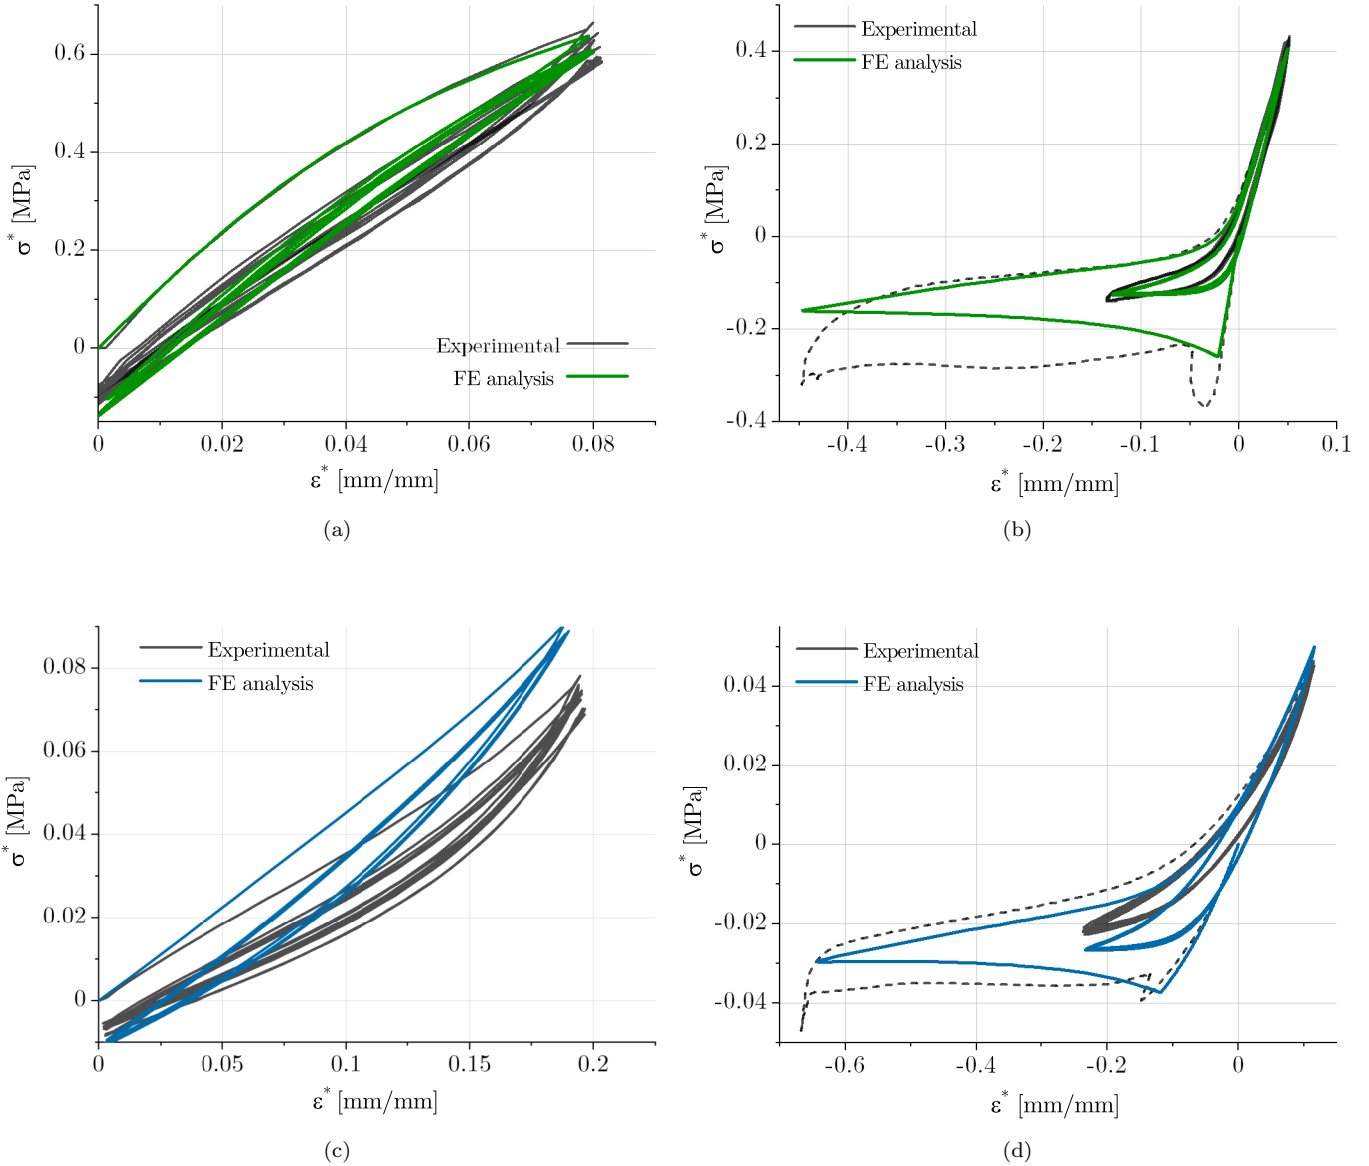 0.6
0.4
0.2
0
σ* [MPa]
Experimental
FE analysis
0
0.02
0.04
0.06
0.08
ε* [mm/mm]
(a)
Experimental
FE analysis
0.4
0.2
0
-0.2
-0.4
σ* [MPa]
-0.4
-0.3
-0.2
-0.1
0
0.1
ε* [mm/mm]
(b)
Experimental
FE analysis
0.08
0.06
0.04
0.02
0
σ* [MPa]
0
0.05
0.1
0.15
0.2
ε* [mm/mm]
(c)
Experimental
FE analysis
0.04
0.02
0
-0.02
-0.04
σ* [MPa]
-0.6
-0.4
-0.2
0
ε* [mm/mm]
(d)